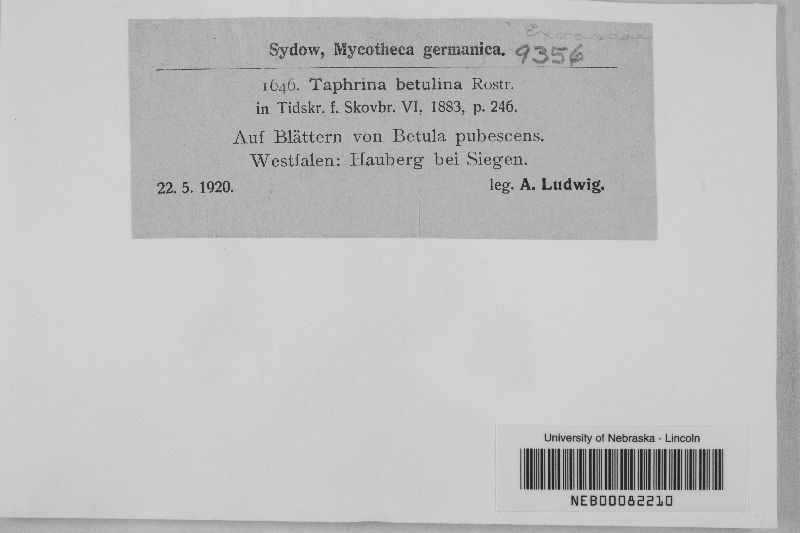 Sydow, Mycotheca germanica. 9356
1646. Taphrina betulina Rostr.
in Tidskr. f. Skovbr. VI, 1883, p. 246.
Auf Blättern von Betula pubescens.
Westfalen: Hauberg bei Siegen.
22. 5. 1920. leg. A. Ludwig.
University of Nebraska - Lincoln
NEB00082210